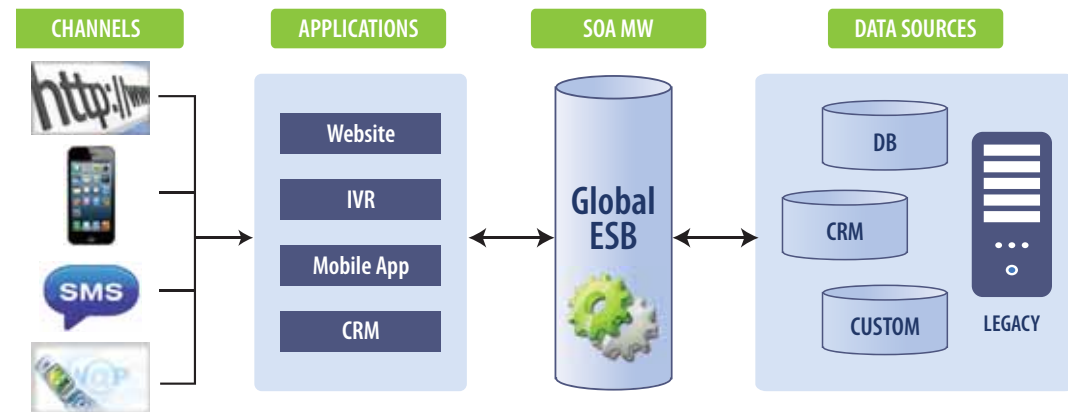 CHANNELS
APPLICATIONS
SOA MW
DATA SOURCES
http://ww
SMS
W@P
Website
IVR
Mobile App
CRM
Global
ESB
DB
CRM
CUSTOM
LEGACY